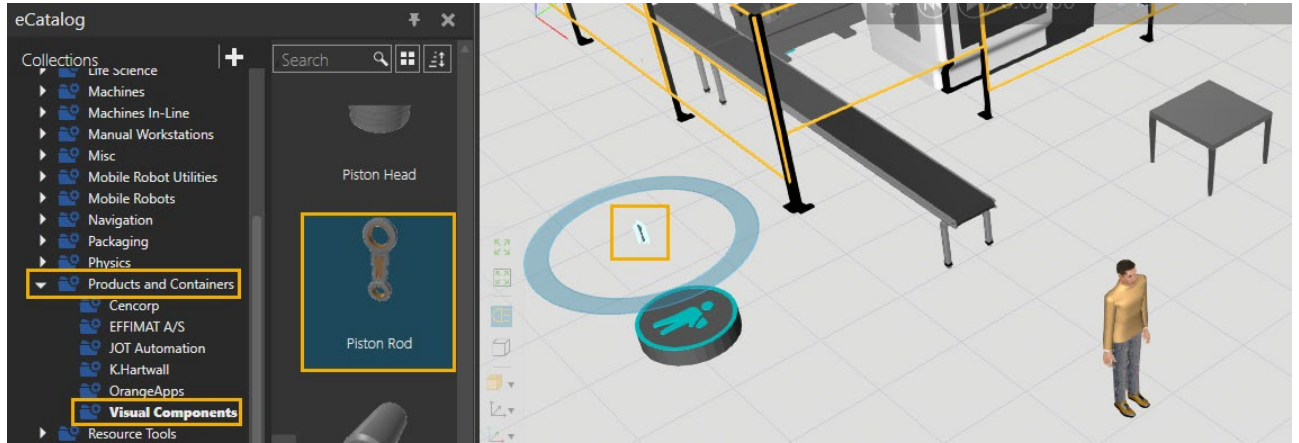 eCatalog
Collections
Search
Life Science
Machines
Machines In-Line
Manual Workstations
Misc
Mobile Robot Utilities
Mobile Robots
Navigation
Packaging
Physics
Products and Containers
Cencorp
EFFIMAT A/S
JOT Automation
K.Hartwall
OrangeApps
Visual Components
Resource Tools
Piston Head
Piston Rod